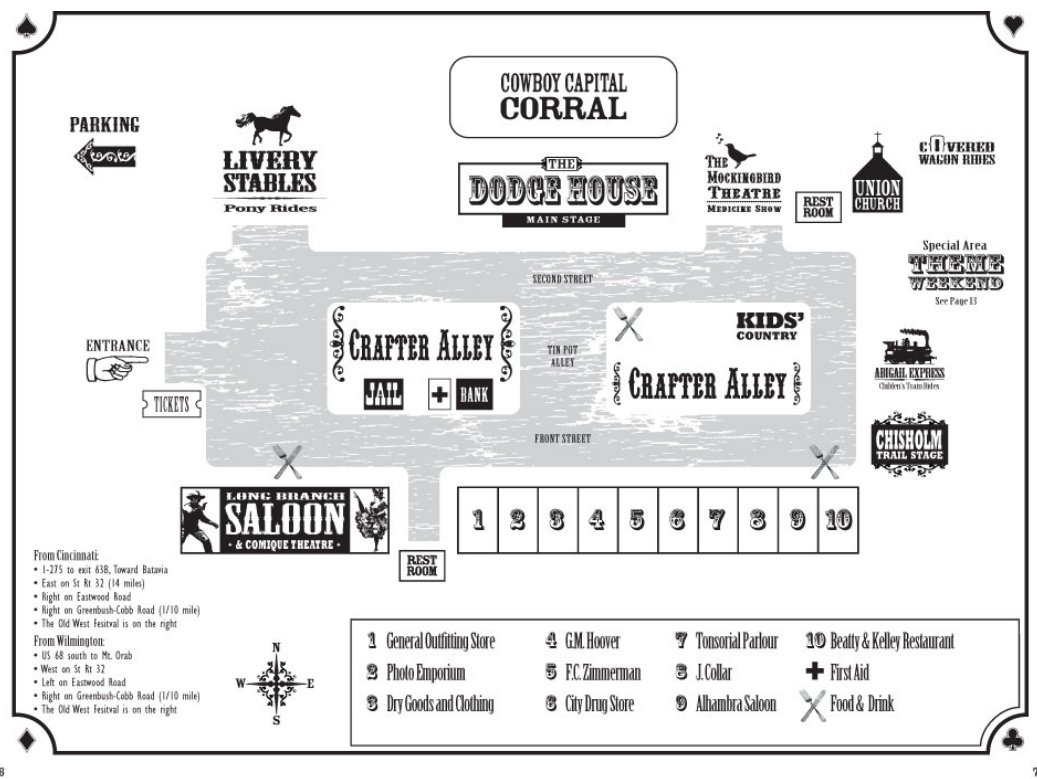 COWBOY CAPITAL
CORRAL
PARKING
LIVERY
STABLES
Pony Rides
THE
DODGE HOUSE
MAIN STAGE
THE
MOCKINGBIRD
THEATRE
MEDICINE SHOW
REST
ROOM
UNION
CHURCH
COVERED
WAGON RIDES
Special Area
THEME
WEEKEND
See Page 13
SECOND STREET
ENTRANCE
TICKETS
CRAFTER ALLEY
JAIL
BANK
TIN POT
ALLEY
KIDS'
COUNTRY
CRAFTER ALLEY
ABIGAIL EXPRESS
Childen's Train Rides
FRONT STREET
CHISHOLM
TRAIL STAGE
LONG BRANCH
SALOON
• & COMIQUE THEATRE •
1 2 3 4 5 6 7 8 9 10
REST
ROOM
From Cincinnati:
• I-275 to exit 63B, Toward Batavia
• East on St Rt 32 (14 miles)
• Right on Eastwood Road
• Right on Greenbush-Cobb Road (1/10 mile)
• The Old West Fesitval is on the right
From Wilmington:
• US 68 south to Mt. Orab
• West on St Rt 32
• Left on Eastwood Road
• Right on Greenbush-Cobb Road (1/10 mile)
• The Old West Fesitval is on the right
N
W E
S
1 General Outfitting Store
2 Photo Emporium
3 Dry Goods and Clothing
4 G.M. Hoover
5 F.C. Zimmerman
6 City Drug Store
7 Tonsorial Parlour
8 J. Collar
9 Alhambra Saloon
10 Beatty & Kelley Restaurant
First Aid
Food & Drink
8
7